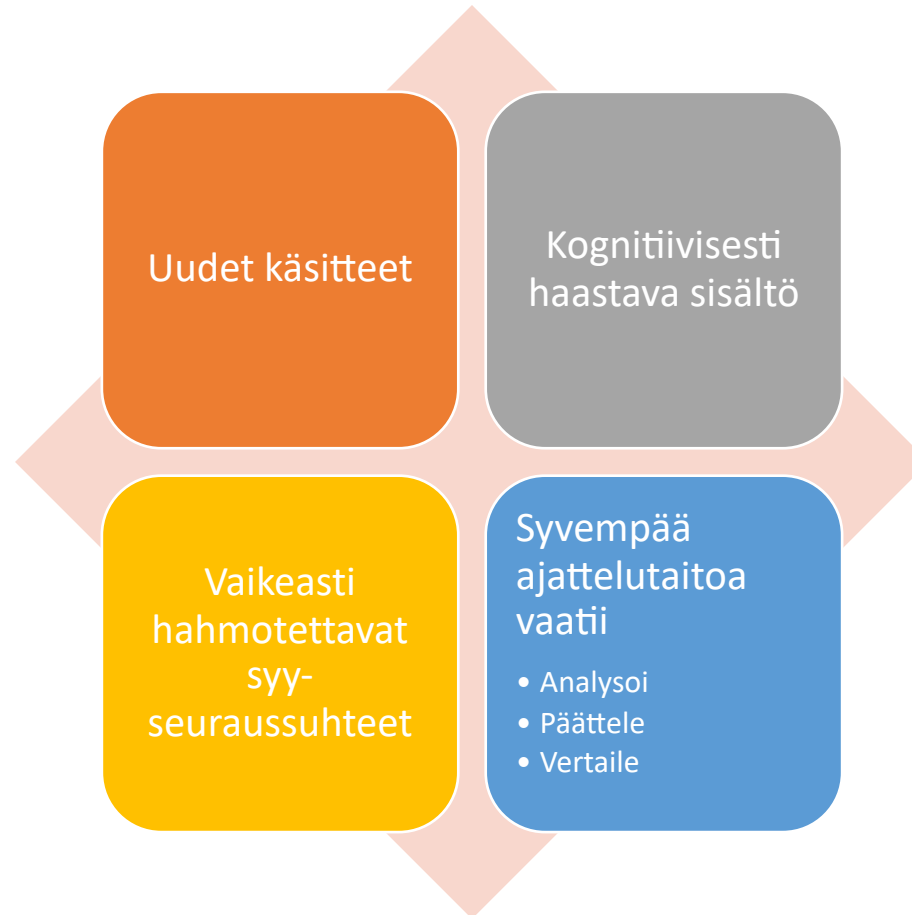 Uudet käsitteet
Kognitiivisesti
haastava sisältö
Vaikeasti
hahmotettavat
syy-
seuraussuhteet
Syvempää
ajattelutaitoa
vaatii
• Analysoi
• Päättele
• Vertaile